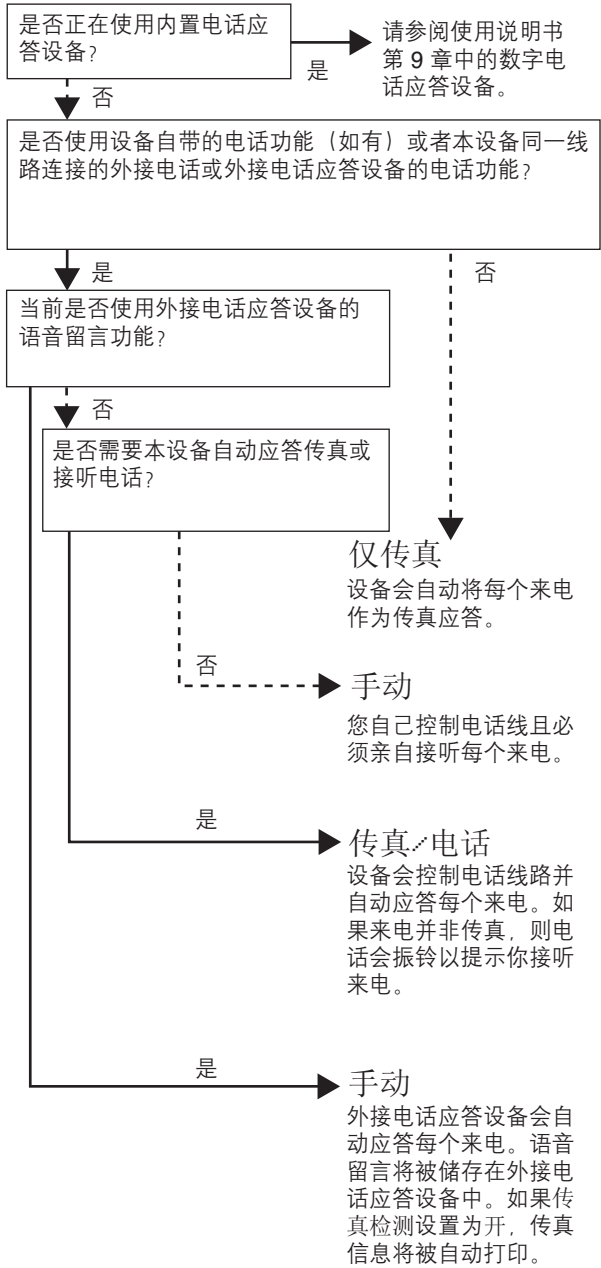 是否正在使用内置电话应
答设备?
是
请参阅使用说明书
第 9 章中的数字电
话应答设备。
否
是否使用设备自带的电话功能（如有）或者本设备同一线
路连接的外接电话或外接电话应答设备的电话功能?
是
否
当前是否使用外接电话应答设备的
语音留言功能?
否
是否需要本设备自动应答传真或
接听电话?
仅传真
设备会自动将每个来电
作为传真应答。
否
手动
您自己控制电话线且必
须亲自接听每个来电。
是
传真/电话
设备会控制电话线路并
自动应答每个来电。如
果来电并非传真，则电
话会振铃以提示你接听
来电。
是
手动
外接电话应答设备会自
动应答每个来电。语音
留言将被储存在外接电
话应答设备中。如果传
真检测设置为开，传真
信息将被自动打印。